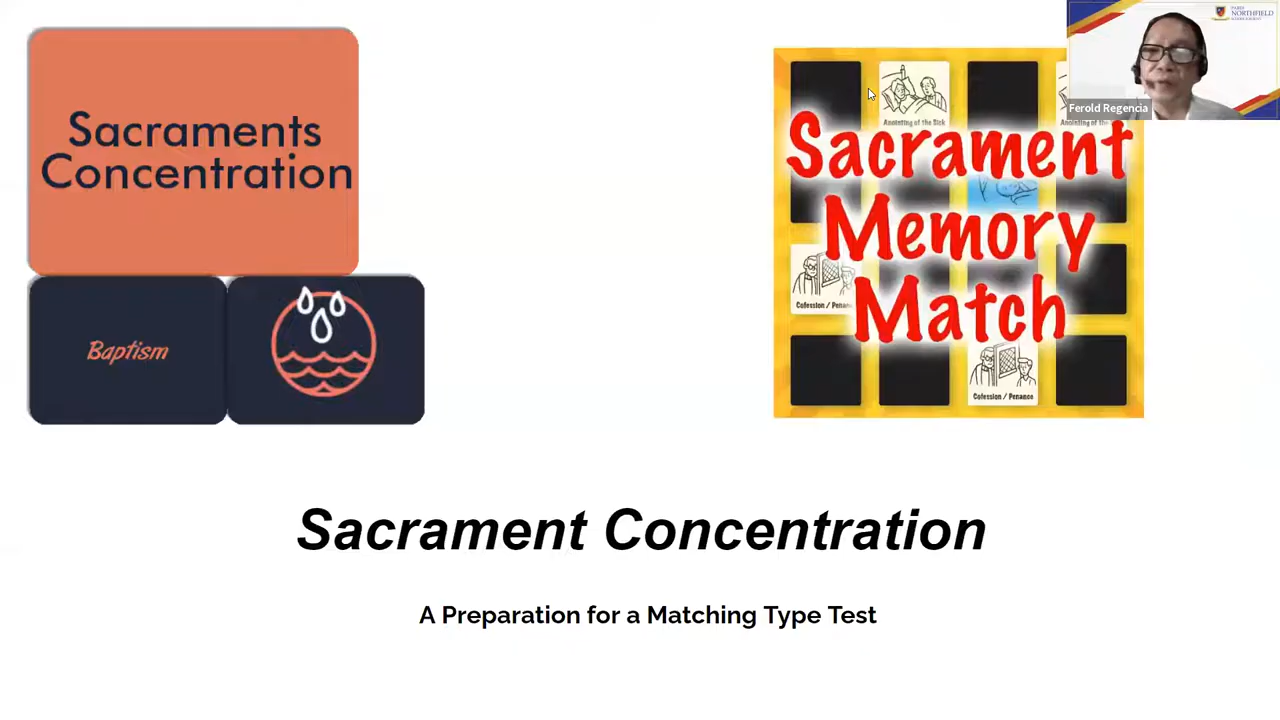 Sacraments
Concentration
Baptism
Anointing of the Sick
Sacrament
Memory
Match
Cofession / Penance
Cofession / Penance
NORTHFIELD
Ferold Regencia
Sacrament Concentration
A Preparation for a Matching Type Test